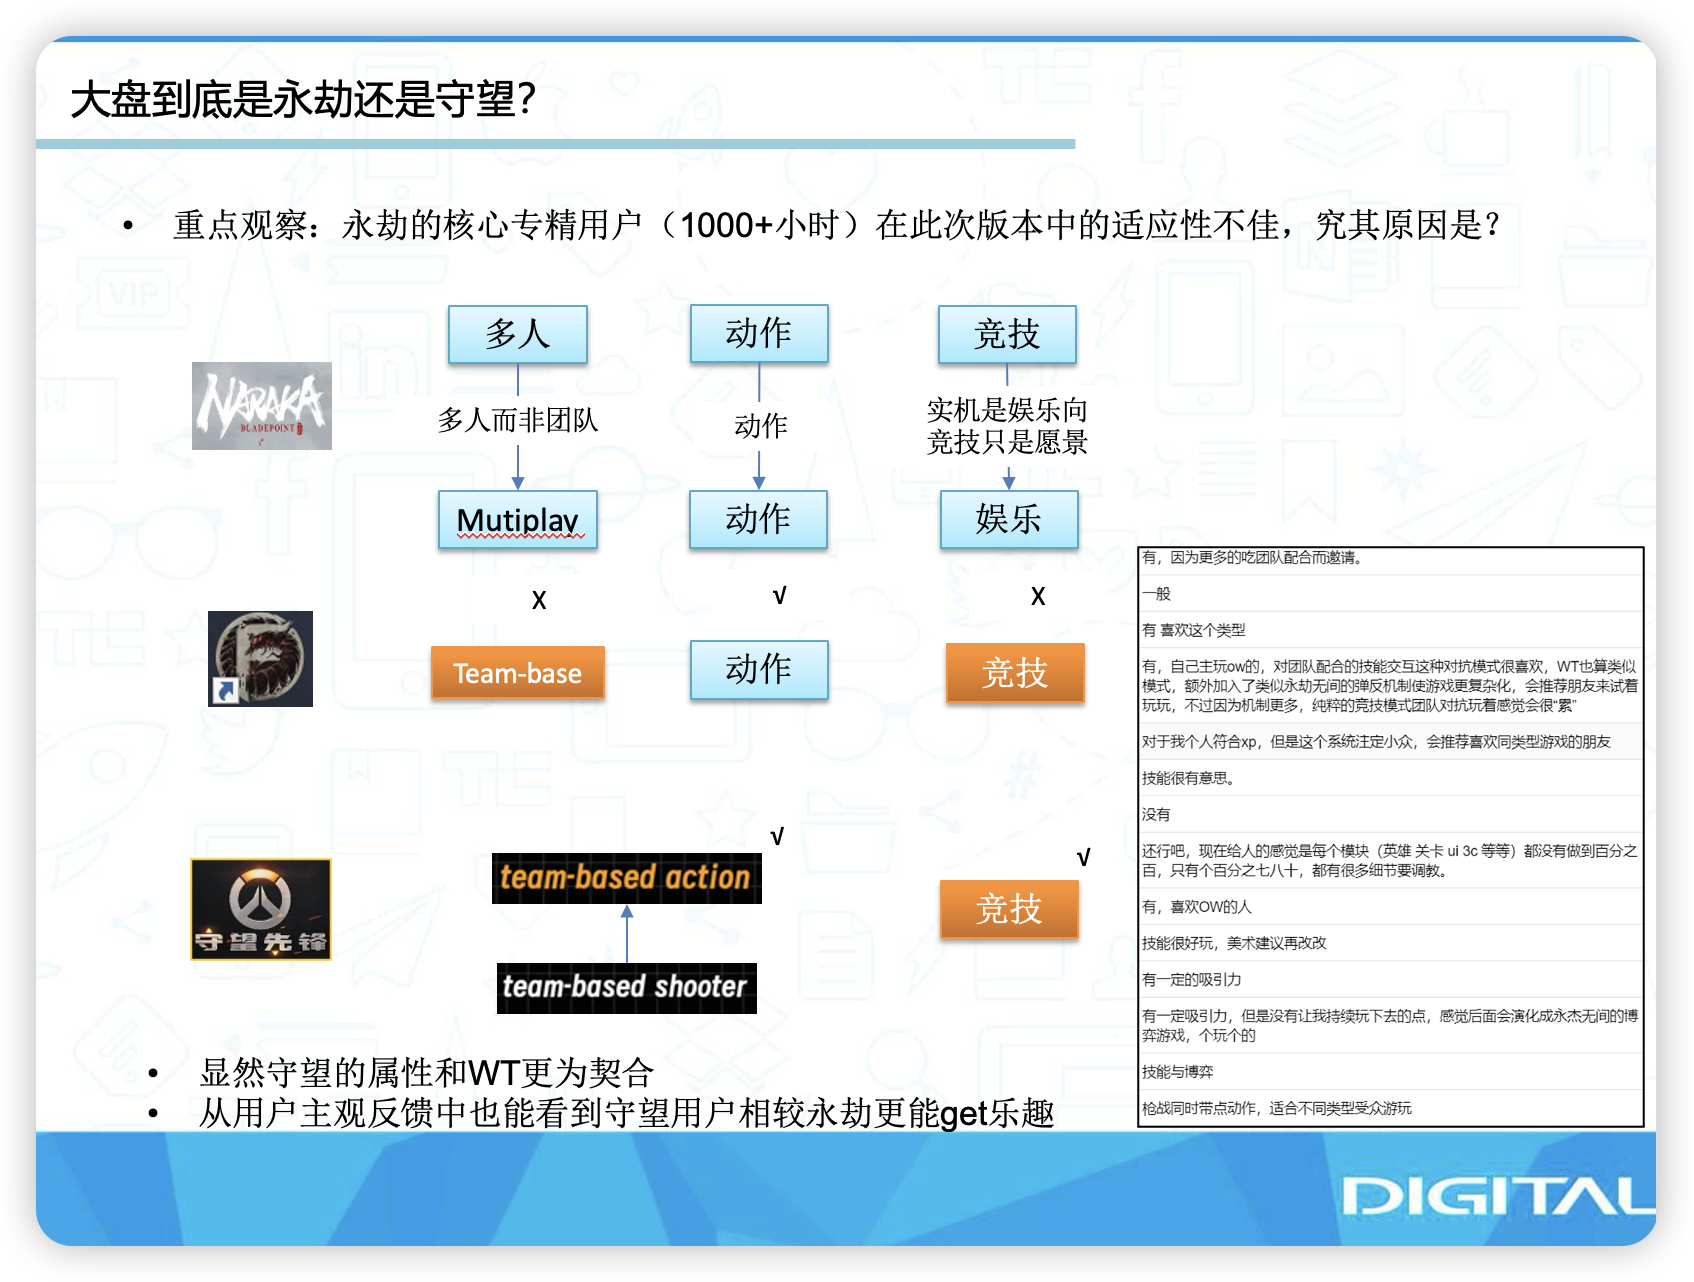 大盘到底是永劫还是守望？
• 重点观察：永劫的核心专精用户（1000+小时）在此次版本中的适应性不佳，究其原因是？
多人
动作
竞技
NARAKA
BLADEPOINT
多人而非团队
动作
实机是娱乐向
竞技只是愿景
Mutiplay
动作
娱乐
X
√
X
Team-base
动作
竞技
√
√
team-based action
守望先锋
竞技
team-based shooter
有，因为更多的吃团队配合而邀请。
一般
有 喜欢这个类型
有，自己主玩ow的，对团队配合的技能交互这种对抗模式很喜欢，WT也算类似
模式，额外加入了类似永劫无间的弹反机制使游戏更复杂化，会推荐朋友来试着
玩玩，不过因为机制更多，纯粹的竞技模式团队对抗玩着感觉会很“累”
对于我个人符合xp，但是这个系统注定小众，会推荐喜欢同类型游戏的朋友
技能很有意思。
没有
还行吧，现在给人的感觉是每个模块（英雄 关卡 ui 3c 等等）都没有做到百分之
百，只有个百分之七八十，都有很多细节要调教。
有，喜欢OW的人
技能很好玩，美术建议再改改
有一定的吸引力
有一定吸引力，但是没有让我持续玩下去的点，感觉后面会演化成永杰无间的博
弈游戏，个玩个的
技能与博弈
枪战同时带点动作，适合不同类型受众游玩
• 显然守望的属性和WT更为契合
• 从用户主观反馈中也能看到守望用户相较永劫更能get乐趣
DIGITAL
VIP